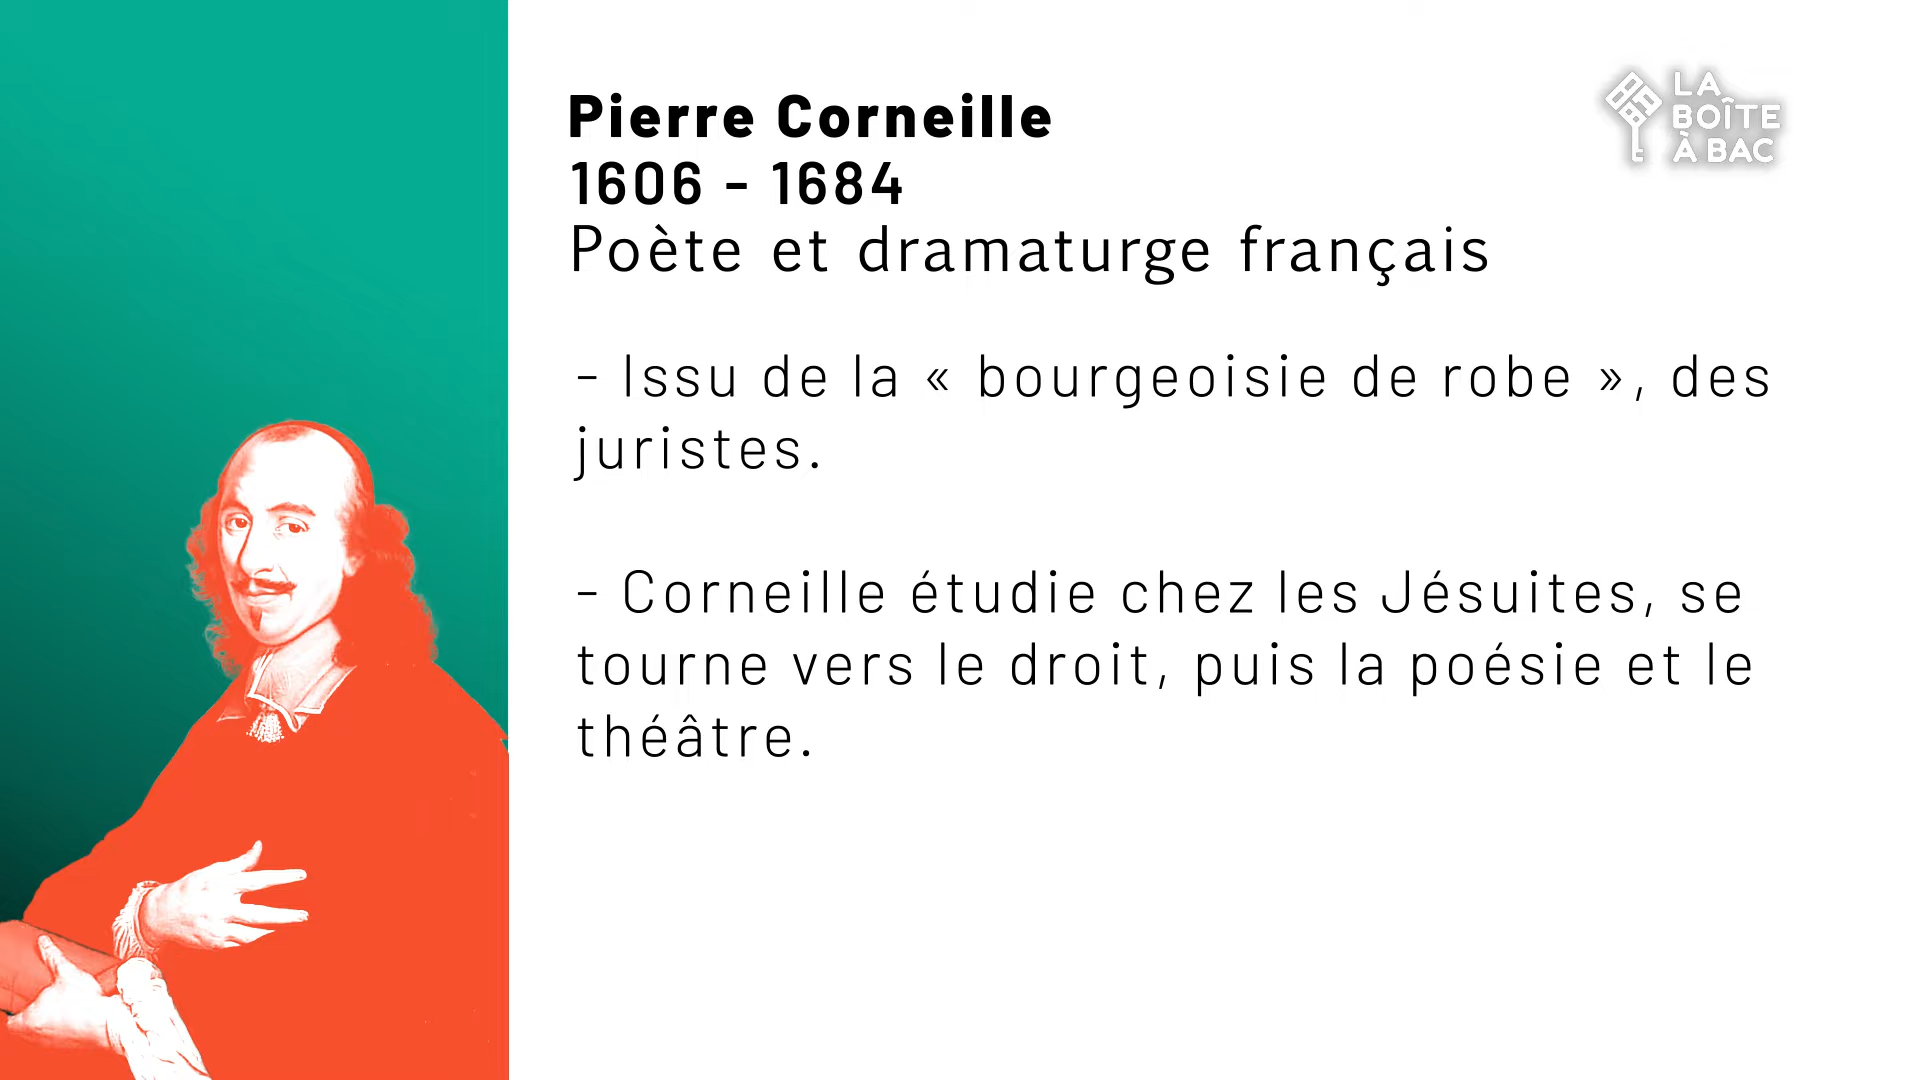 Pierre Corneille
1606 - 1684
Poète et dramaturge français
- Issu de la « bourgeoisie de robe », des
juristes.
- Corneille étudie chez les Jésuites, se
tourne vers le droit, puis la poésie et le
théâtre.
LA
BOÎTE
À BAC